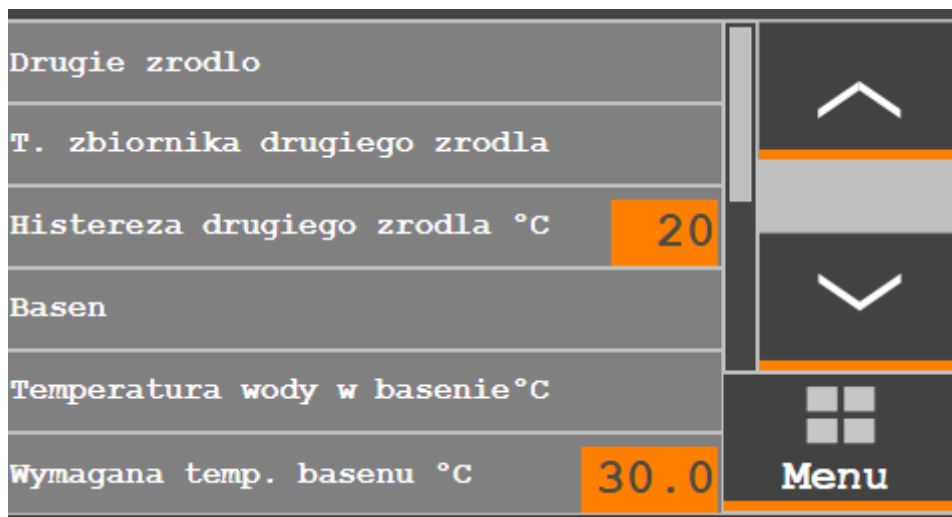 Drugie zrodlo
T. zbiornika drugiego zrodla
Histereza drugiego zrodla °C 20
Basen
Temperatura wody w basenie°C
Wymagana temp. basenu °C 30.0
Menu